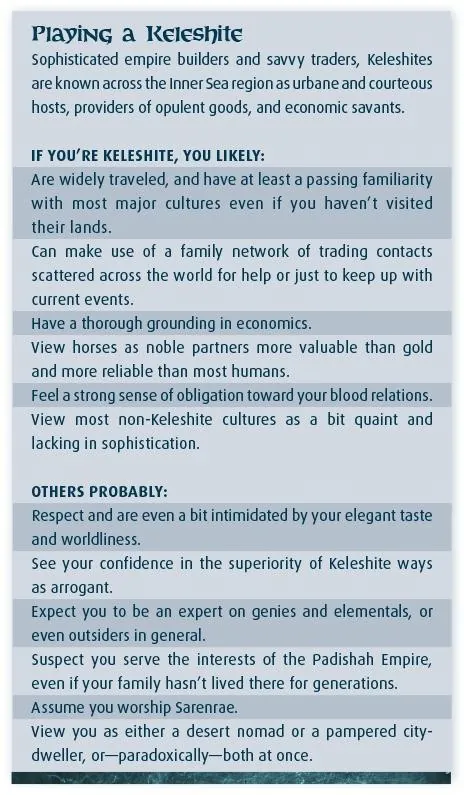 Playing a Keleshite
Sophisticated empire builders and savvy traders, Keleshites
are known across the Inner Sea region as urbane and courteous
hosts, providers of opulent goods, and economic savants.
IF YOU'RE KELESHITE, YOU LIKELY:
Are widely traveled, and have at least a passing familiarity
with most major cultures even if you haven't visited
their lands.
Can make use of a family network of trading contacts
scattered across the world for help or just to keep up with
current events.
Have a thorough grounding in economics.
View horses as noble partners more valuable than gold
and more reliable than most humans.
Feel a strong sense of obligation toward your blood relations.
View most non-Keleshite cultures as a bit quaint and
lacking in sophistication.
OTHERS PROBABLY:
Respect and are even a bit intimidated by your elegant taste
and worldliness.
See your confidence in the superiority of Keleshite ways
as arrogant.
Expect you to be an expert on genies and elementals, or
even outsiders in general.
Suspect you serve the interests of the Padishah Empire,
even if your family hasn't lived there for generations.
Assume you worship Sarenrae.
View you as either a desert nomad or a pampered city-
dweller, or—paradoxically—both at once.